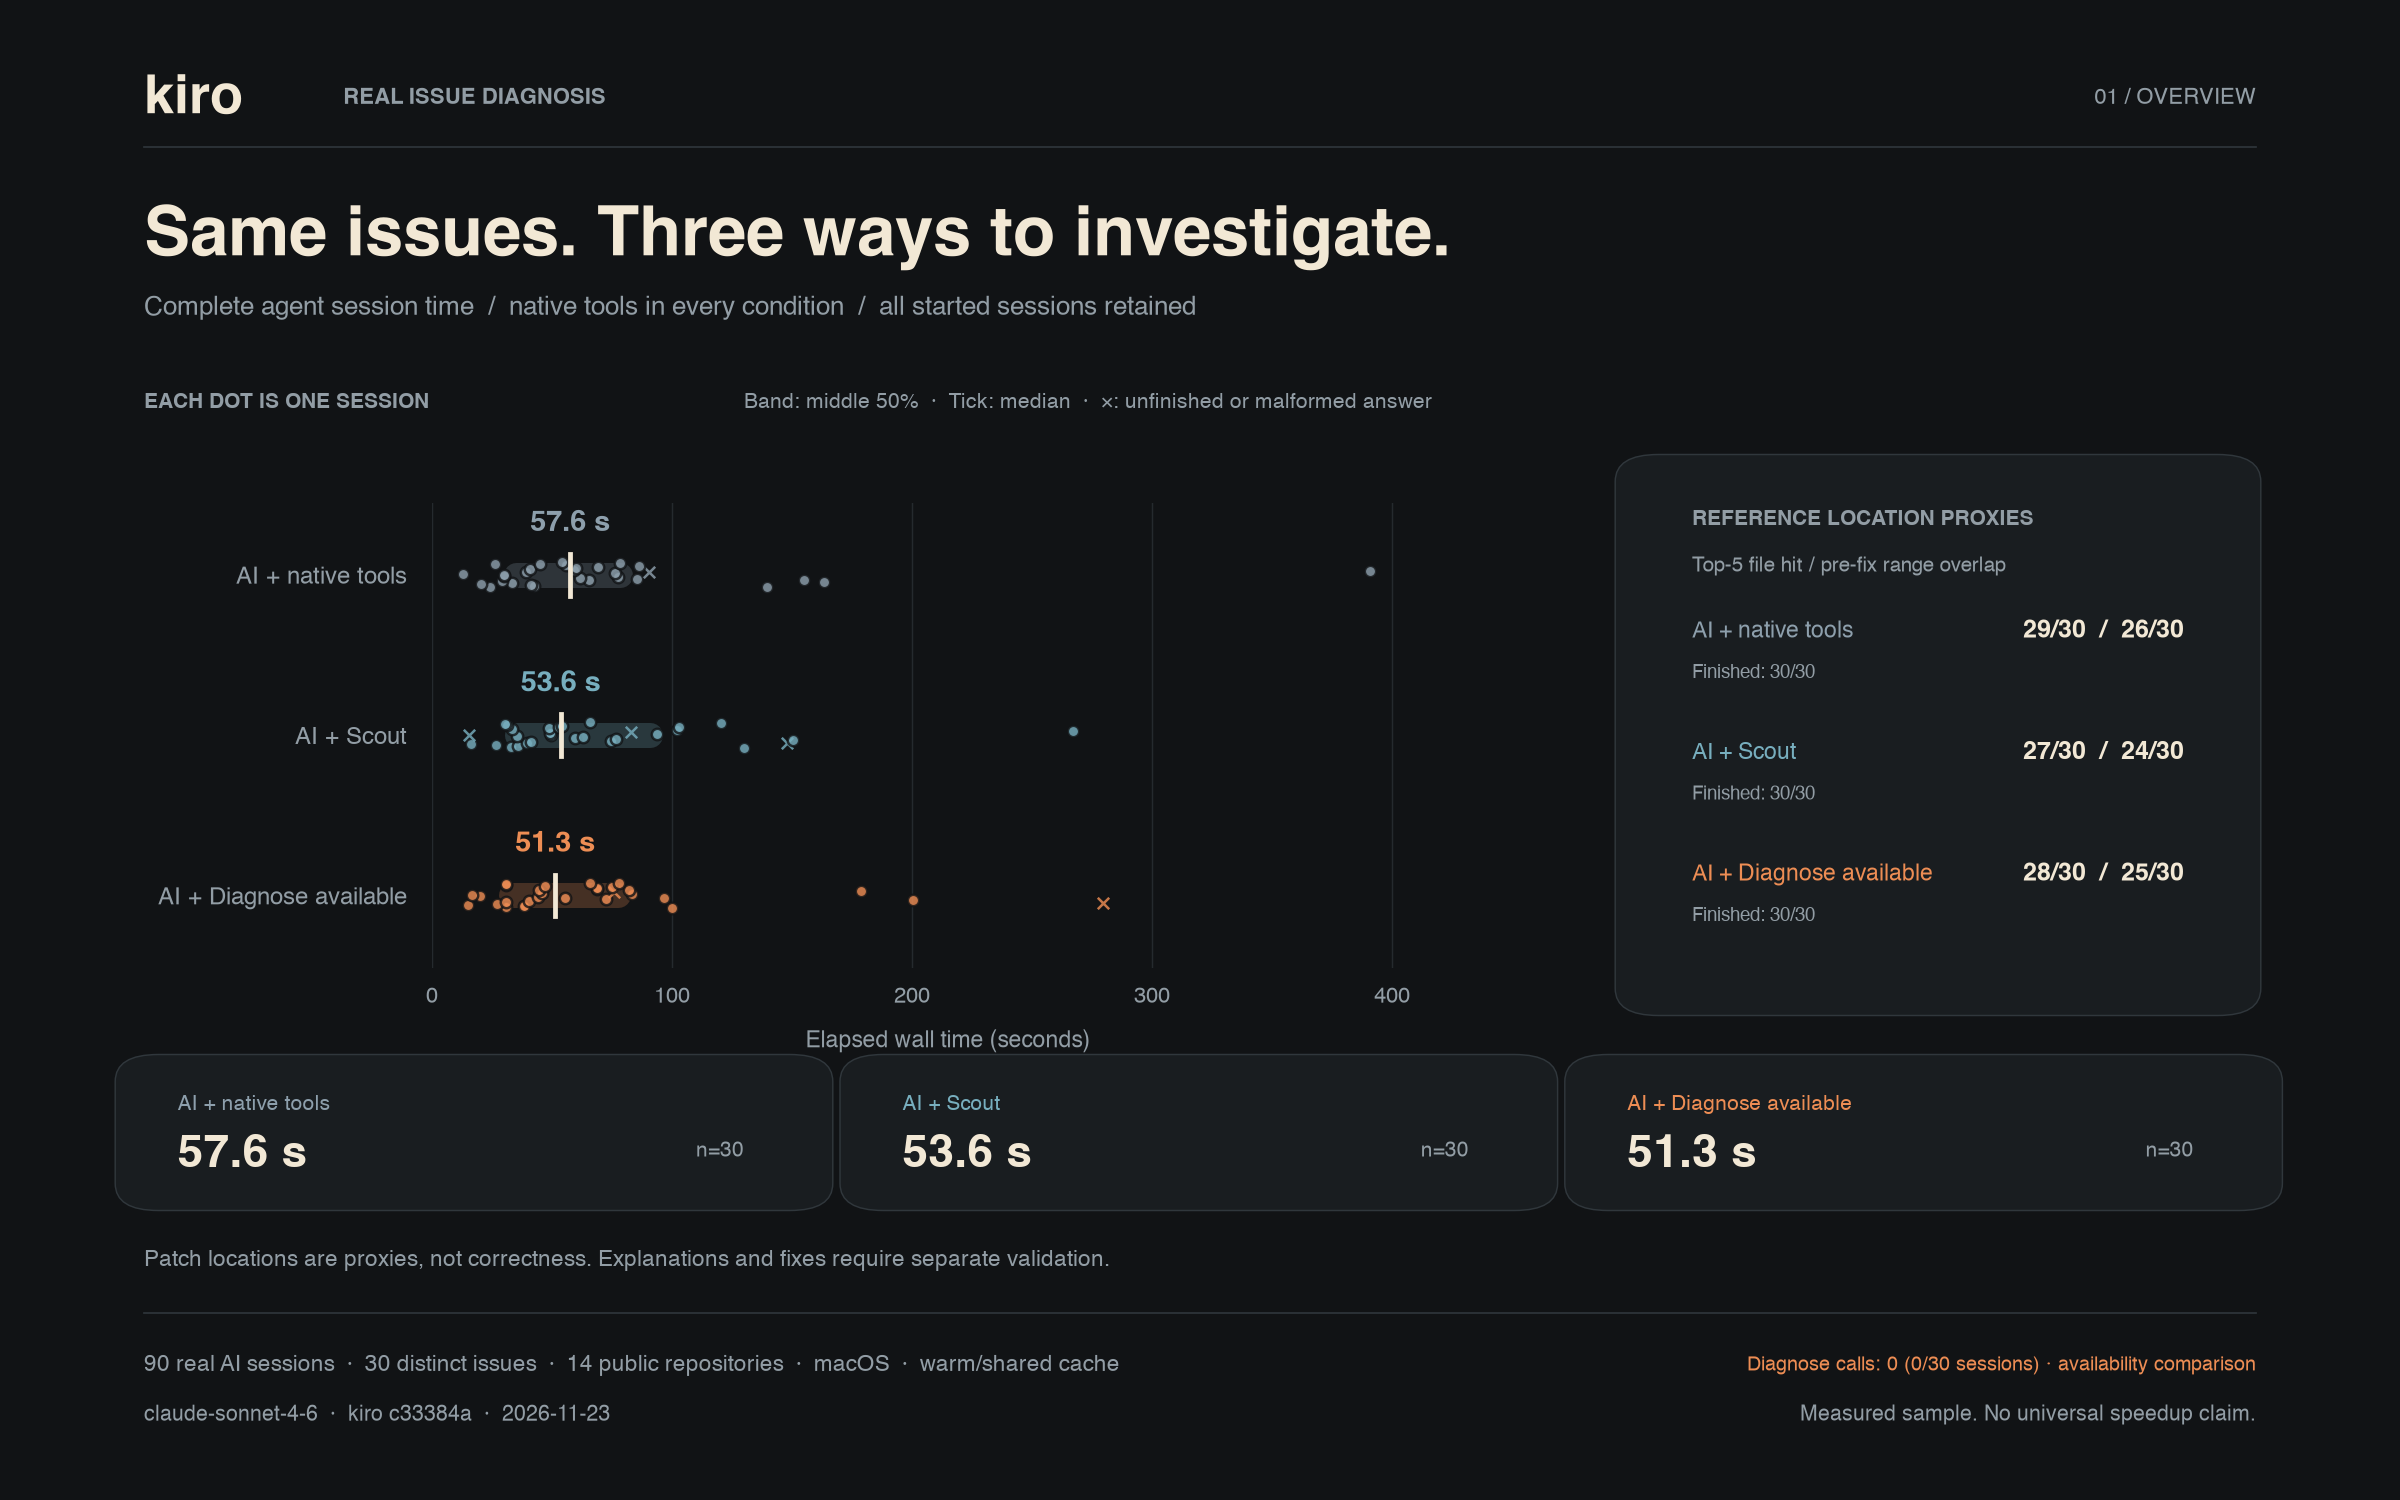 kiro
REAL ISSUE DIAGNOSIS
01 / OVERVIEW
Same issues. Three ways to investigate.
Complete agent session time / native tools in every condition / all started sessions retained
EACH DOT IS ONE SESSION
Band: middle 50% · Tick: median · ×: unfinished or malformed answer
57.6 s
AI + native tools
53.6 s
AI + Scout
51.3 s
AI + Diagnose available
0 100 200 300 400
Elapsed wall time (seconds)
REFERENCE LOCATION PROXIES
Top-5 file hit / pre-fix range overlap
AI + native tools 29/30 / 26/30
Finished: 30/30
AI + Scout 27/30 / 24/30
Finished: 30/30
AI + Diagnose available 28/30 / 25/30
Finished: 30/30
AI + native tools
57.6 s n=30
AI + Scout
53.6 s n=30
AI + Diagnose available
51.3 s n=30
Patch locations are proxies, not correctness. Explanations and fixes require separate validation.
90 real AI sessions · 30 distinct issues · 14 public repositories · macOS · warm/shared cache
Diagnose calls: 0 (0/30 sessions) · availability comparison
claude-sonnet-4-6 · kiro c33384a · 2026-11-23
Measured sample. No universal speedup claim.